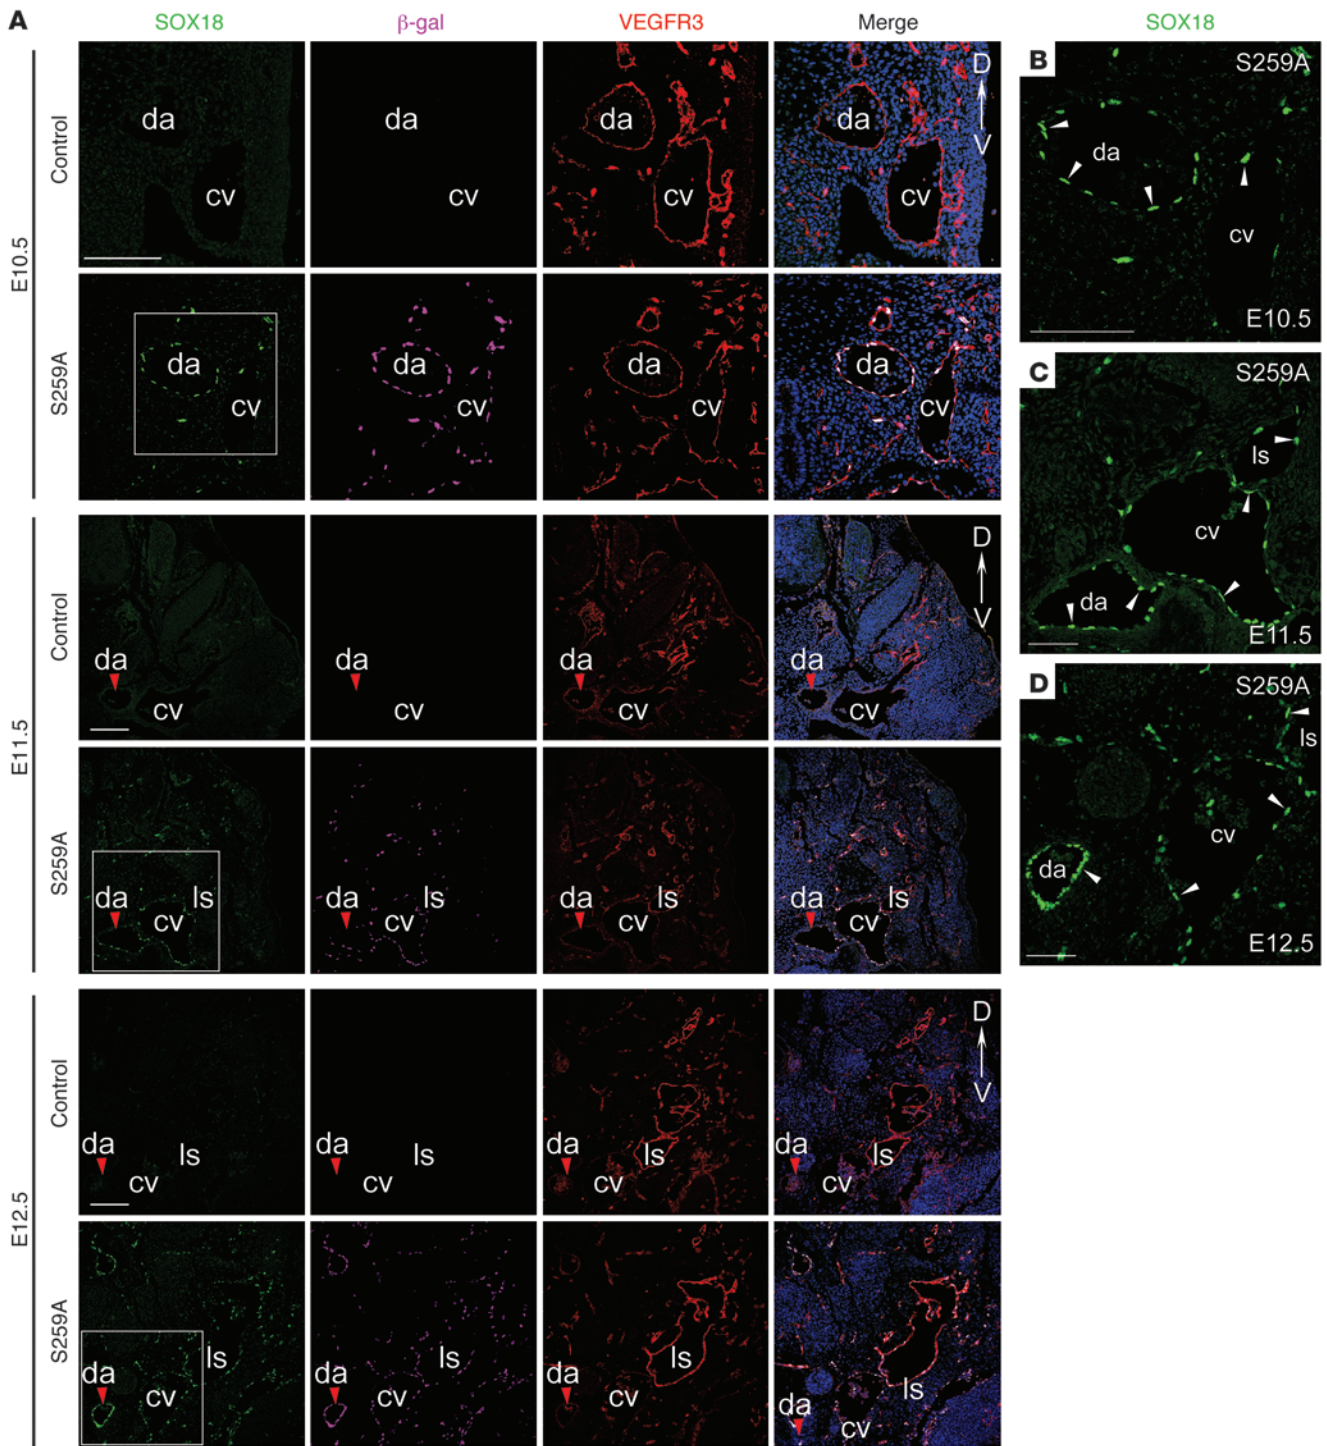 A
SOX18 β-gal VEGFR3 Merge
E10.5
Control
da cv
da cv
da cv
da cv D V
S259A
da cv
da cv
da cv
da cv
E11.5
Control
da cv
da cv
da cv
da cv D V
S259A
da cv ls
da cv ls
da cv ls
da cv
E12.5
Control
da cv ls
da cv ls
da cv ls
da cv ls D V
S259A
da cv ls
da cv ls
da cv ls
da cv ls
SOX18
B
S259A
da
cv
E10.5
C
S259A
ls
cv
da
E11.5
D
S259A
ls
cv
da
E12.5